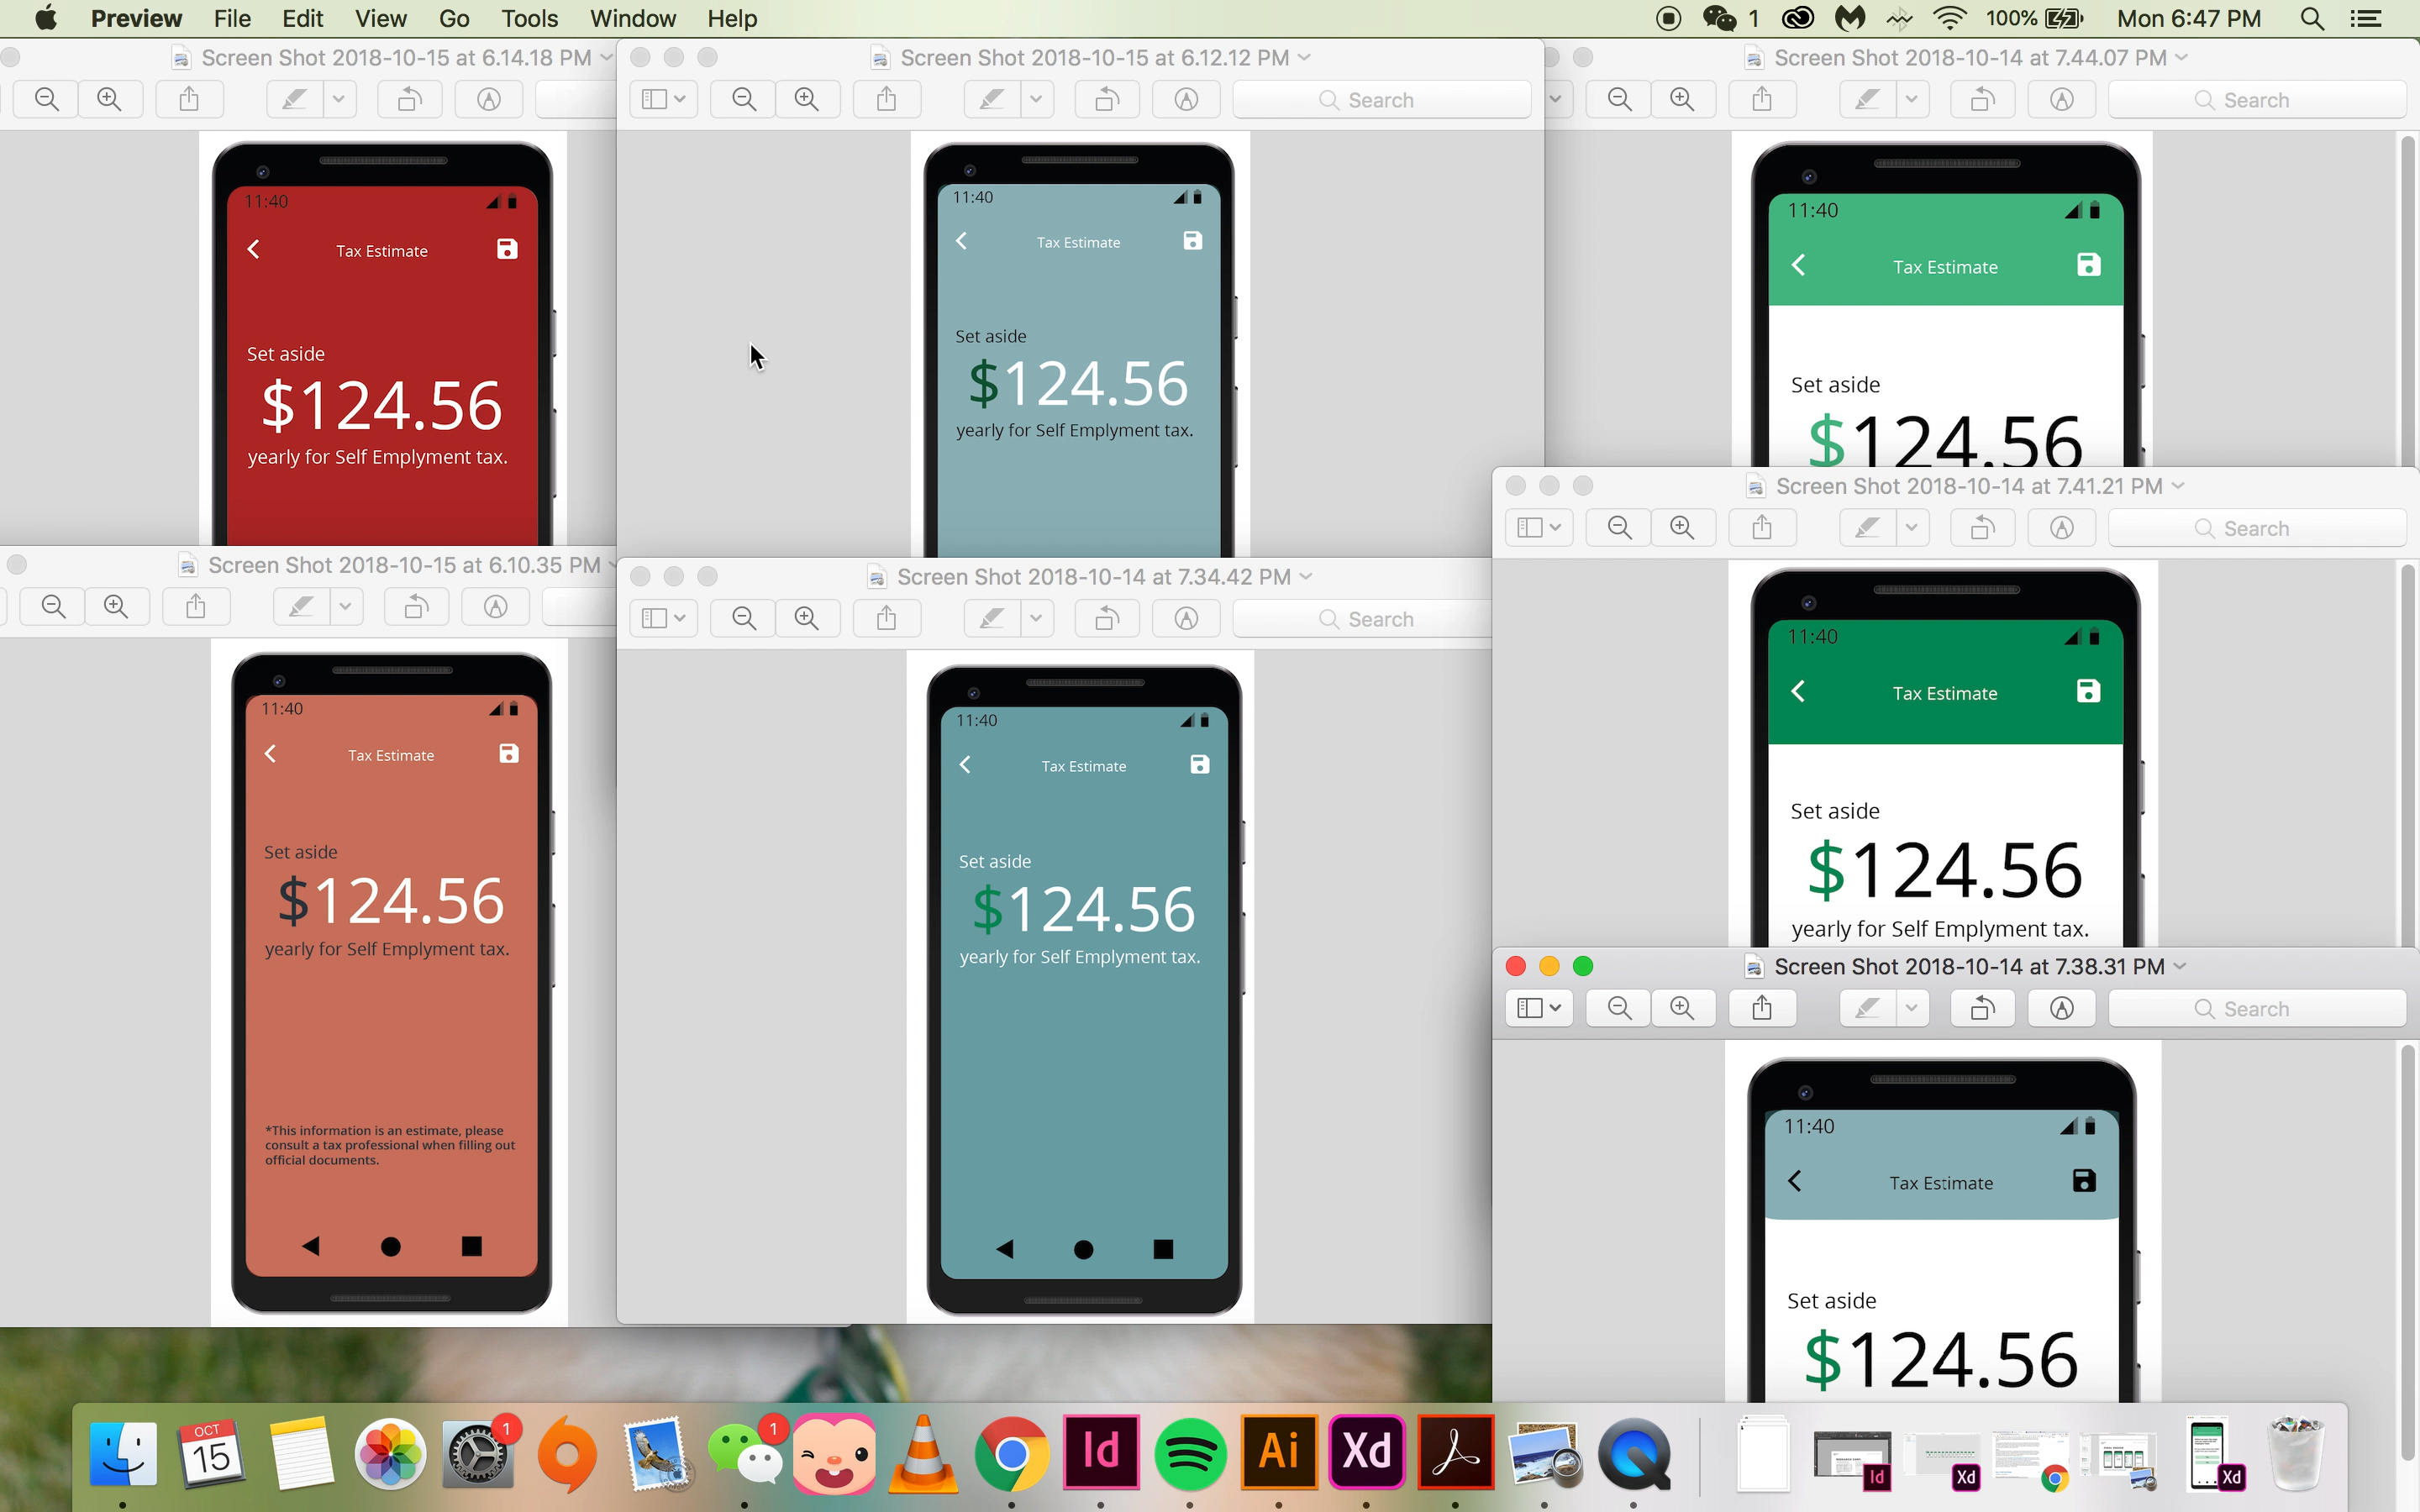 Preview File Edit View Go Tools Window Help 1 100% Mon 6:47 PM
Screen Shot 2018-10-15 at 6.14.18 PM
11:40
Tax Estimate
Set aside
$124.56
yearly for Self Emplyment tax.
Screen Shot 2018-10-15 at 6.12.12 PM
Search
11:40
Tax Estimate
Set aside
$124.56
yearly for Self Emplyment tax.
Screen Shot 2018-10-14 at 7.44.07 PM
Search
11:40
Tax Estimate
Set aside
$124.56
Screen Shot 2018-10-14 at 7.41.21 PM
Search
11:40
Tax Estimate
Set aside
$124.56
yearly for Self Emplyment tax.
Screen Shot 2018-10-15 at 6.10.35 PM
11:40
Tax Estimate
Set aside
$124.56
yearly for Self Emplyment tax.
*This information is an estimate, please
consult a tax professional when filling out
official documents.
Screen Shot 2018-10-14 at 7.34.42 PM
Search
11:40
Tax Estimate
Set aside
$124.56
yearly for Self Emplyment tax.
Screen Shot 2018-10-14 at 7.38.31 PM
Search
11:40
Tax Estimate
Set aside
$124.56
OCT
15
1
1
Id
Ai
Xd
Id
Xd
Xd